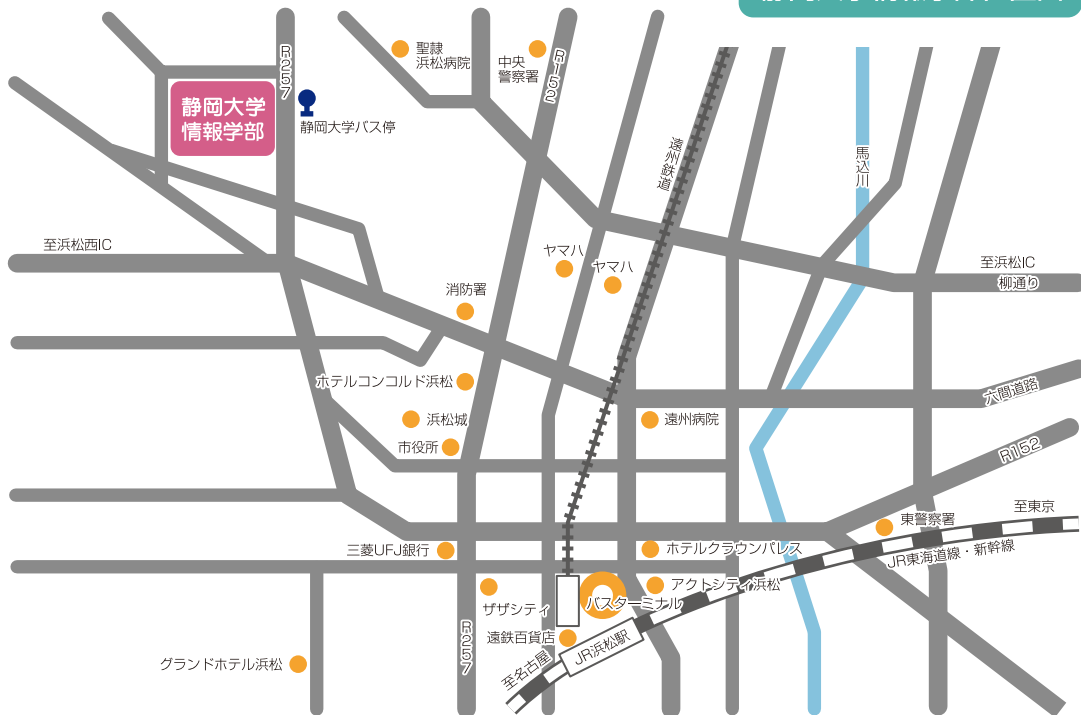 R257
聖隷
浜松病院
中央
警察署
R152
静岡大学
情報学部
静岡大学バス停
遠州鉄道
馬込川
至浜松西IC
ヤマハ
ヤマハ
至浜松IC
柳通り
消防署
ホテルコンコルド浜松
六間道路
浜松城
遠州病院
市役所
R152
至東京
東警察署
三菱UFJ銀行
ホテルクラウンパレス
JR東海道線・新幹線
アクトシティ浜松
ザザシティ
バスターミナル
遠鉄百貨店
R257
JR浜松駅
グランドホテル浜松
至名古屋